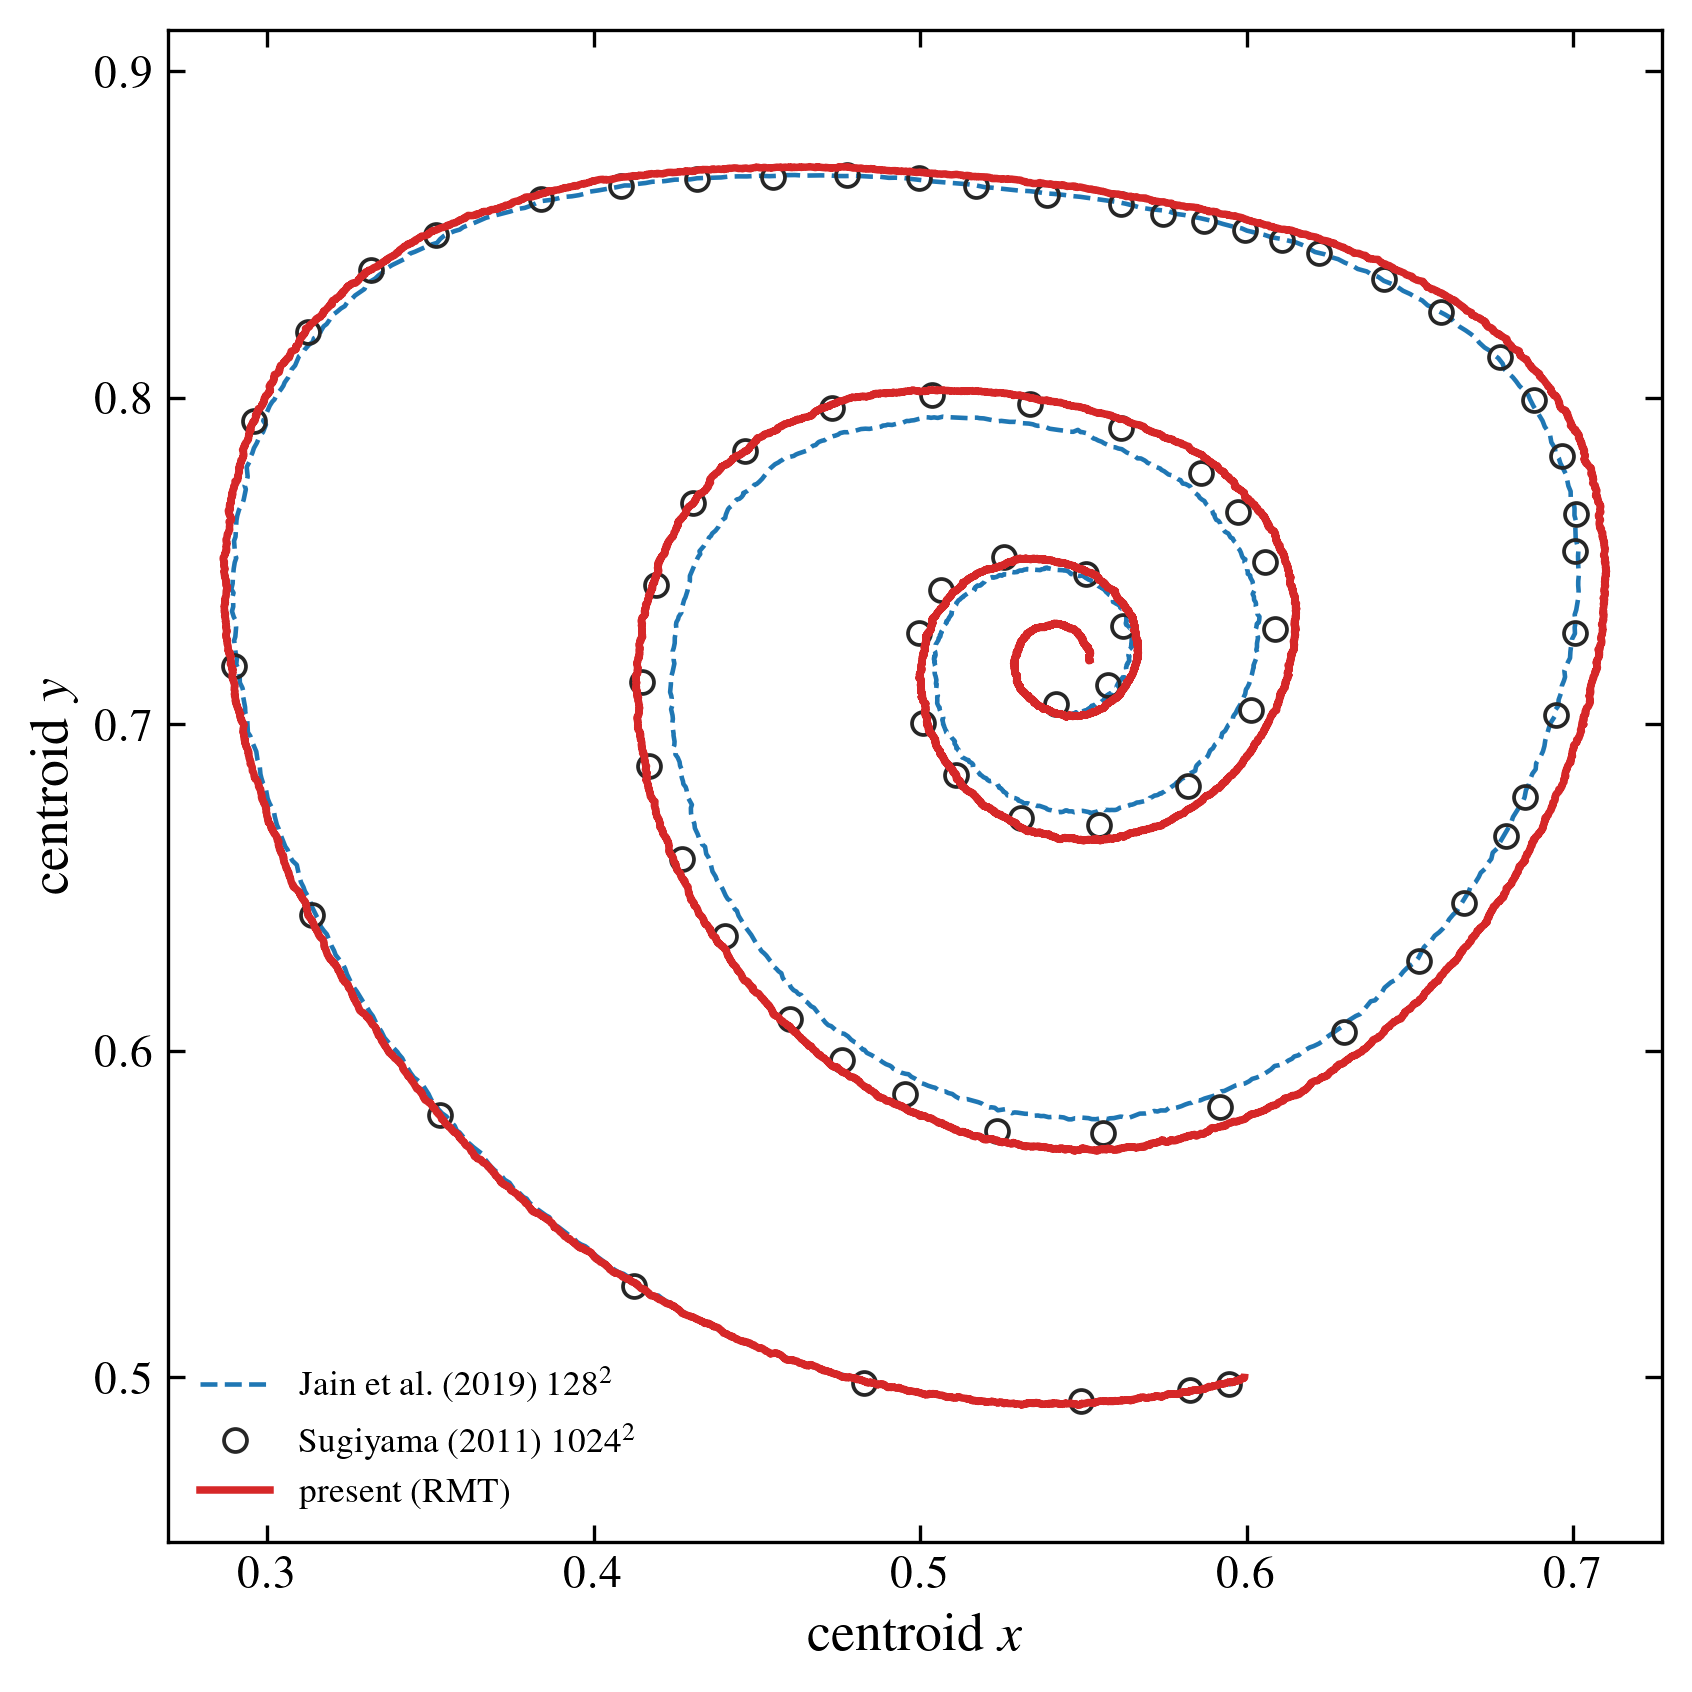 0.9
0.8
0.7
0.6
0.5
centroid y
Jain et al. (2019) 128²
Sugiyama (2011) 1024²
present (RMT)
0.3 0.4 0.5 0.6 0.7
centroid x